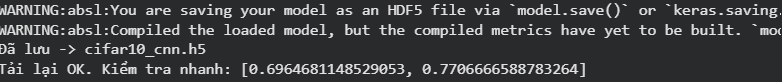 WARNING:absl:You are saving your model as an HDF5 file via `model.save()` or `keras.saving.
WARNING:absl:Compiled the loaded model, but the compiled metrics have yet to be built. `mod
Đã lưu -> cifar10_cnn.h5
Tải lại OK. Kiểm tra nhanh: [0.6964681148529053, 0.7706666588783264]